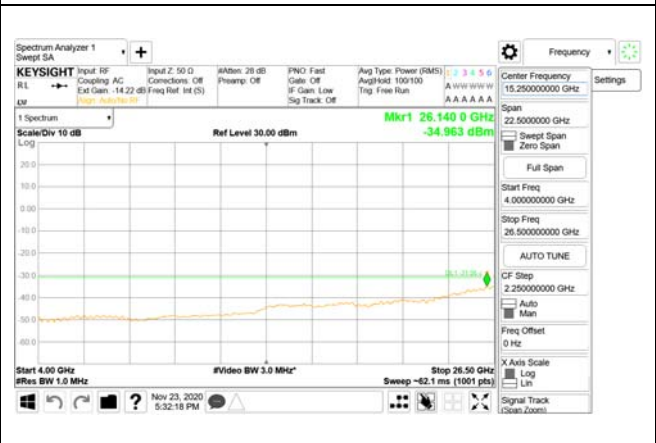 Spectrum Analyzer 1
Swept SA
+
Frequency
KEYSIGHT
RL
Input: RF
Coupling: AC
Ext Gain: -14.22 dB
Align: Auto/No RF
Input Z: 50 Ω
Corrections: Off
Freq Ref: Int (S)
#Atten: 28 dB
Preamp: Off
PNO: Fast
Gate: Off
IF Gain: Low
Sig Track: Off
Avg Type: Power (RMS)
Avg|Hold: 100/100
Trig: Free Run
1 2 3 4 5 6
A W W W W W
A A A A A A
1 Spectrum
Scale/Div 10 dB
Log
Ref Level 30.00 dBm
Mkr1 26.140 0 GHz
-34.963 dBm
20.0
10.0
0.00
-10.0
-20.0
-30.0
-40.0
-50.0
-60.0
Start 4.00 GHz
#Res BW 1.0 MHz
#Video BW 3.0 MHz*
Stop 26.50 GHz
Sweep ~62.1 ms (1001 pts)
Center Frequency
15.250000000 GHz
Settings
Span
22.5000000 GHz
Swept Span
Zero Span
Full Span
Start Freq
4.000000000 GHz
Stop Freq
26.500000000 GHz
AUTO TUNE
CF Step
2.250000000 GHz
Auto
Man
Freq Offset
0 Hz
X Axis Scale
Log
Lin
Signal Track
(Span Zoom)
?
Nov 23, 2020
5:32:18 PM